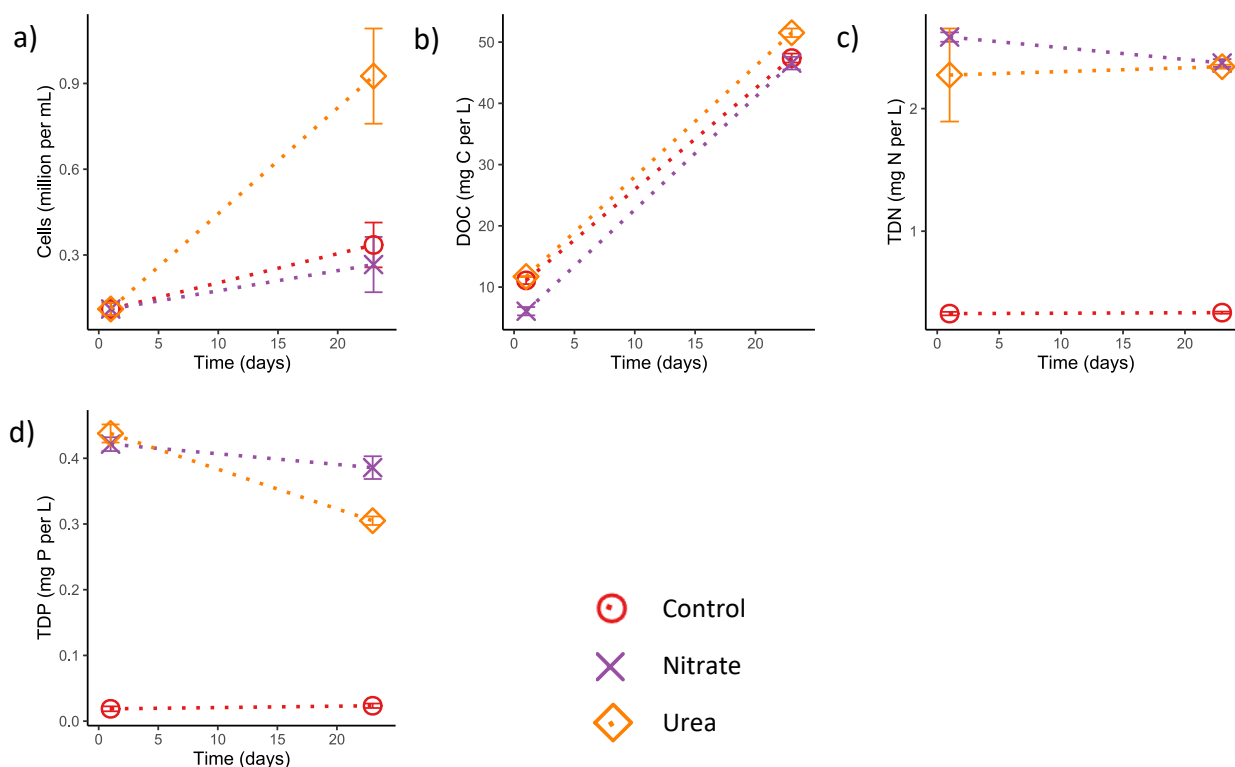 a)
Cells (million per mL)
0.9
0.6
0.3
0 5 10 15 20
Time (days)
b)
DOC (mg C per L)
50
40
30
20
10
0 5 10 15 20
Time (days)
c)
TDN (mg N per L)
2
1
0 5 10 15 20
Time (days)
d)
TDP (mg P per L)
0.4
0.3
0.2
0.1
0.0
0 5 10 15 20
Time (days)
Control
Nitrate
Urea